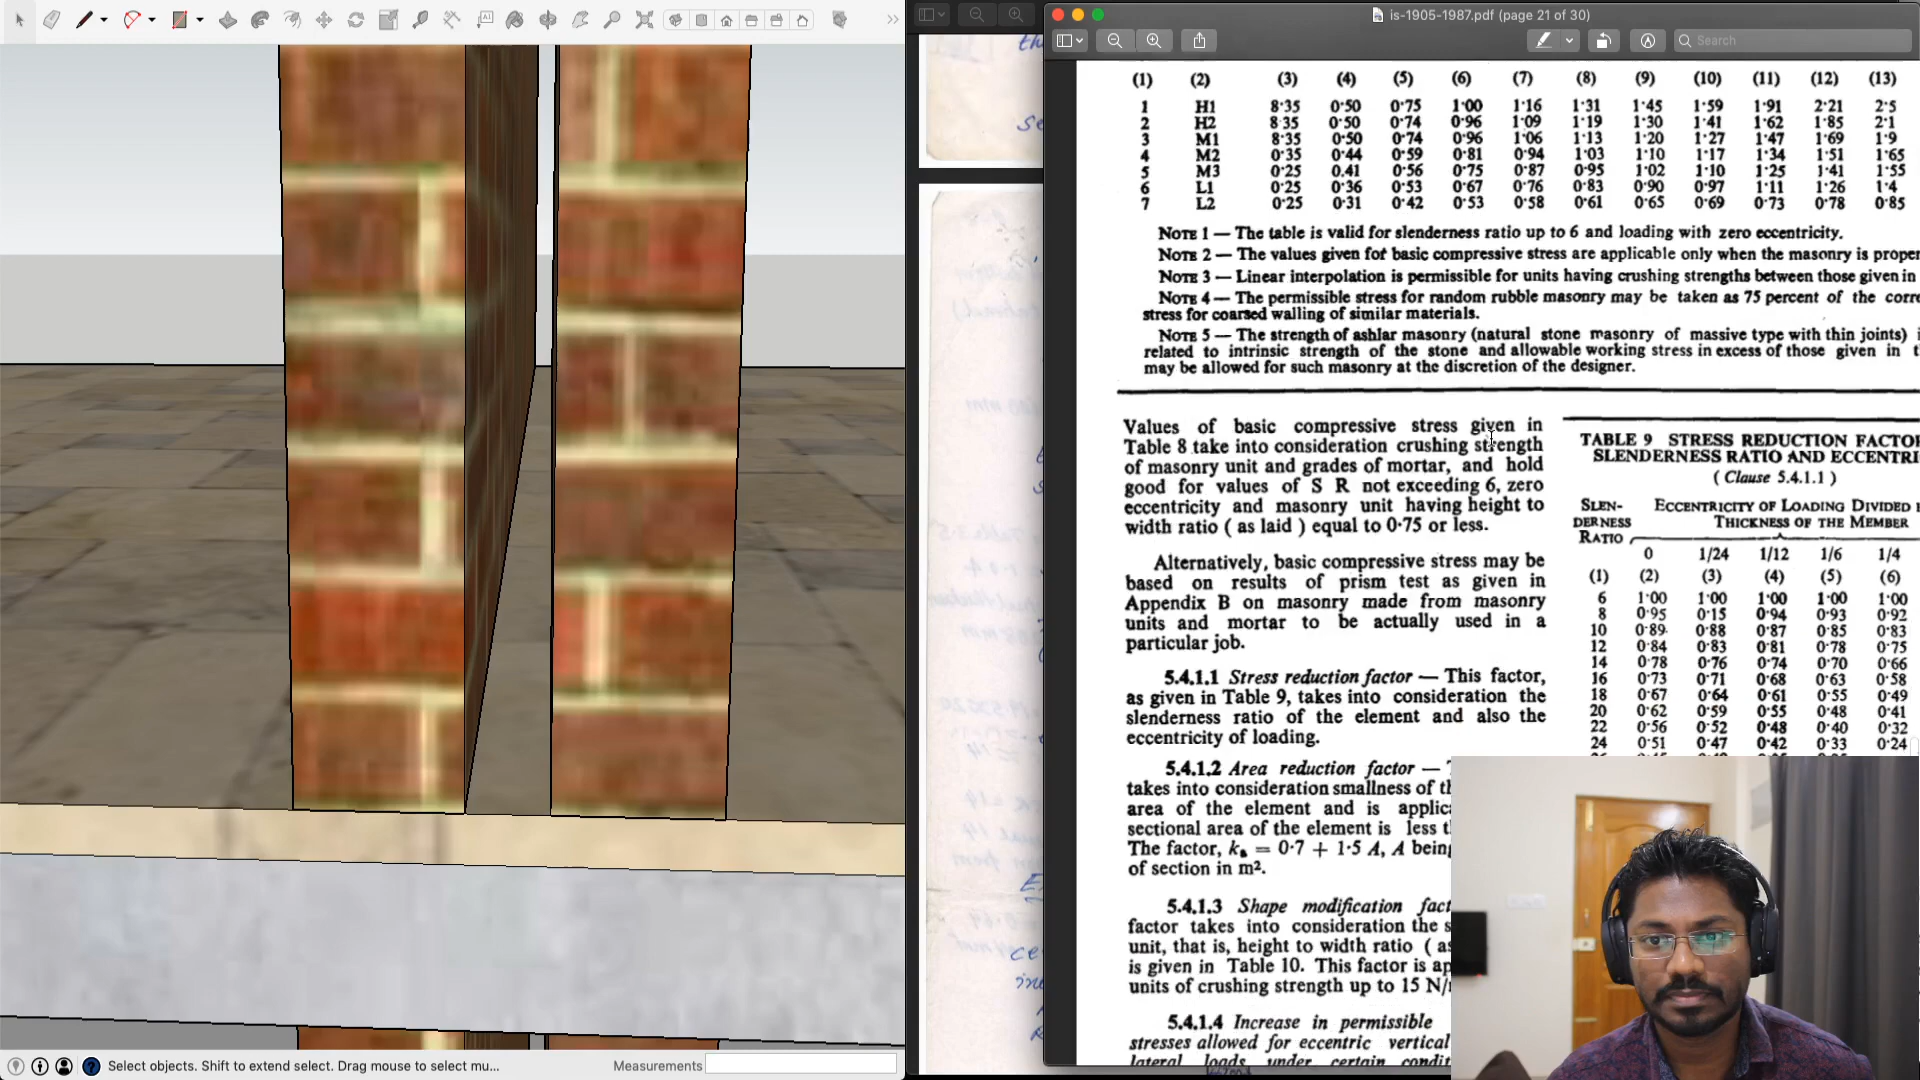 is-1905-1987.pdf (page 21 of 30)
Search
(1) (2) (3) (4) (5) (6) (7) (8) (9) (10) (11) (12) (13)
1 H1 8·35 0·50 0·75 1·00 1·16 1·31 1·45 1·59 1·91 2·21 2·5
2 H2 8·35 0·50 0·74 0·96 1·09 1·19 1·30 1·41 1·62 1·85 2·1
3 M1 8·35 0·50 0·74 0·96 1·06 1·13 1·20 1·27 1·47 1·69 1·9
4 M2 0·35 0·44 0·59 0·81 0·94 1·03 1·10 1·17 1·34 1·51 1·65
5 M3 0·25 0.41 0·56 0·75 0·87 0·95 1·02 1·10 1·25 1·41 1·55
6 L1 0·25 0·36 0·53 0·67 0·76 0·83 0·90 0·97 1·11 1·26 1·4
7 L2 0·25 0·31 0·42 0·53 0·58 0·61 0·65 0·69 0·73 0·78 0·85
NOTE 1 — The table is valid for slenderness ratio up to 6 and loading with zero eccentricity.
NOTE 2 — The values given for basic compressive stress are applicable only when the masonry is
NOTE 3 — Linear interpolation is permissible for units having crushing strengths between those given in
NOTE 4 — The permissible stress for random rubble masonry may be taken as 75 percent of the
stress for coarsed walling of similar materials.
NOTE 5 — The strength of ashlar masonry (natural stone masonry of massive type with thin joints)
related to intrinsic strength of the stone and allowable working stress in excess of those given in
may be allowed for such masonry at the discretion of the designer.
Values of basic compressive stress given in
Table 8 take into consideration crushing strength
of masonry unit and grades of mortar, and hold
good for values of S R not exceeding 6, zero
eccentricity and masonry unit having height to
width ratio ( as laid ) equal to 0·75 or less.
Alternatively, basic compressive stress may be
based on results of prism test as given in
Appendix B on masonry made from masonry
units and mortar to be actually used in a
particular job.
5.4.1.1 Stress reduction factor — This factor,
as given in Table 9, takes into consideration the
slenderness ratio of the element and also the
eccentricity of loading.
5.4.1.2 Area reduction factor —
takes into consideration smallness of
area of the element and is
sectional area of the element is less
The factor, ka = 0·7 + 1·5 A, A
of section in m².
5.4.1.3 Shape modification
factor takes into consideration the
unit, that is, height to width ratio (
is given in Table 10. This factor is
units of crushing strength up to 15
5.4.1.4 Increase in permissible
stresses allowed for eccentric vertical
lateral loads under certain
TABLE 9 STRESS REDUCTION
SLENDERNESS RATIO AND
( Clause 5.4.1.1 )
SLEN-
DERNESS
RATIO
ECCENTRICITY OF LOADING DIVIDED
THICKNESS OF THE MEMBER
0 1/24 1/12 1/6 1/4
(1) (2) (3) (4) (5) (6)
6 1·00 1·00 1·00 1·00 1·00
8 0·95 0·15 0·94 0·93 0·92
10 0·89 0·88 0·87 0·85 0·83
12 0·84 0·83 0·81 0·78 0·75
14 0·78 0·76 0·74 0·70 0·66
16 0·73 0·71 0·68 0·63 0·58
18 0·67 0·64 0·61 0·55 0·49
20 0·62 0·59 0·55 0·48 0·41
22 0·56 0·52 0·48 0·40 0·32
24 0·51 0·47 0·42 0·33 0·24
Select objects. Shift to extend select. Drag mouse to select mu...
Measurements